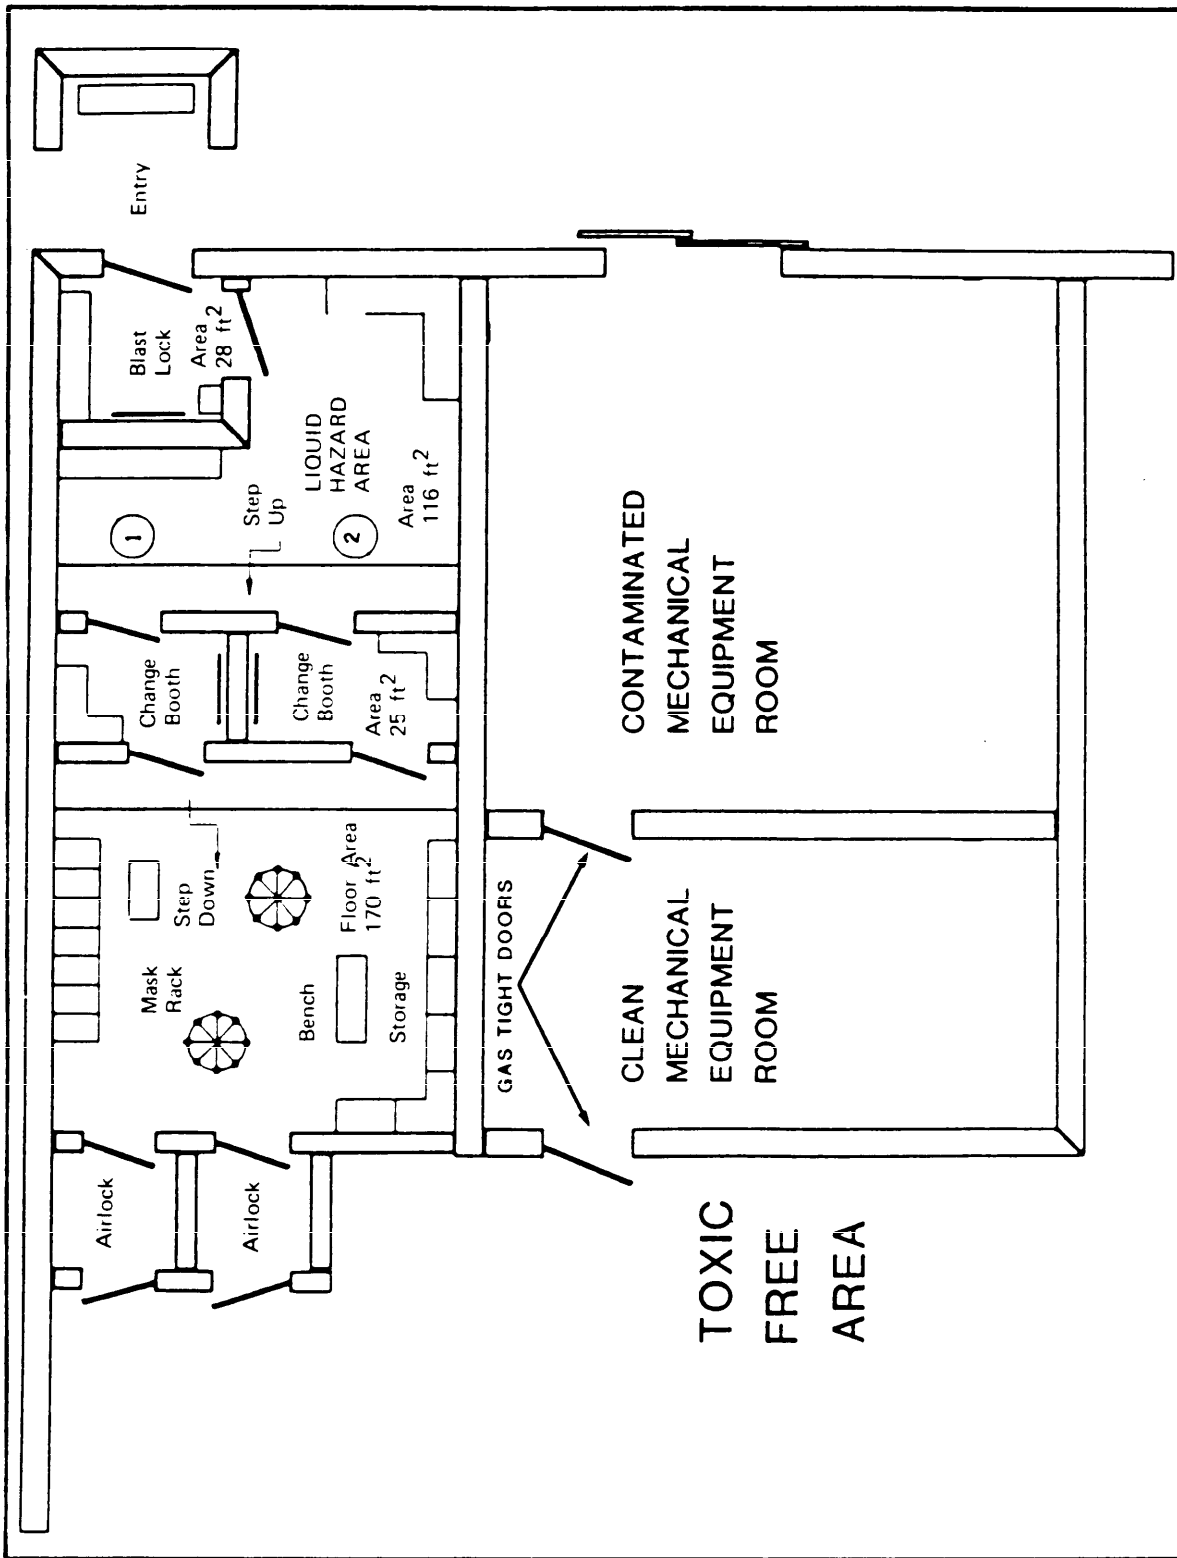 Entry
Blast
Lock
Area
28 ft2
LIQUID
HAZARD
AREA
Area
116 ft2
1
2
Step
Up
Change
Booth
Change
Booth
Area
25 ft2
Step
Down
Floor Area
170 ft2
Mask
Rack
Bench
Storage
Airlock
Airlock
GAS TIGHT DOORS
CONTAMINATED
MECHANICAL
EQUIPMENT
ROOM
CLEAN
MECHANICAL
EQUIPMENT
ROOM
TOXIC
FREE
AREA